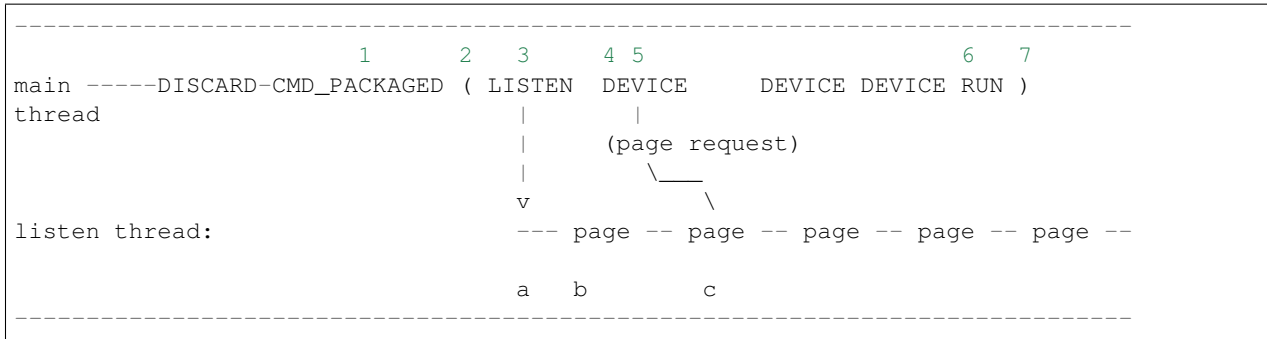 ------------------------------------------------------------------------------
                        1      2   3     4 5                      6   7
main -----DISCARD-CMD_PACKAGED ( LISTEN  DEVICE     DEVICE DEVICE RUN )
thread                             |       |
                                   |     (page request)
                                   |        \___
                                   v            \
listen thread:                     --- page -- page -- page -- page -- page --

                                   a   b        c
------------------------------------------------------------------------------